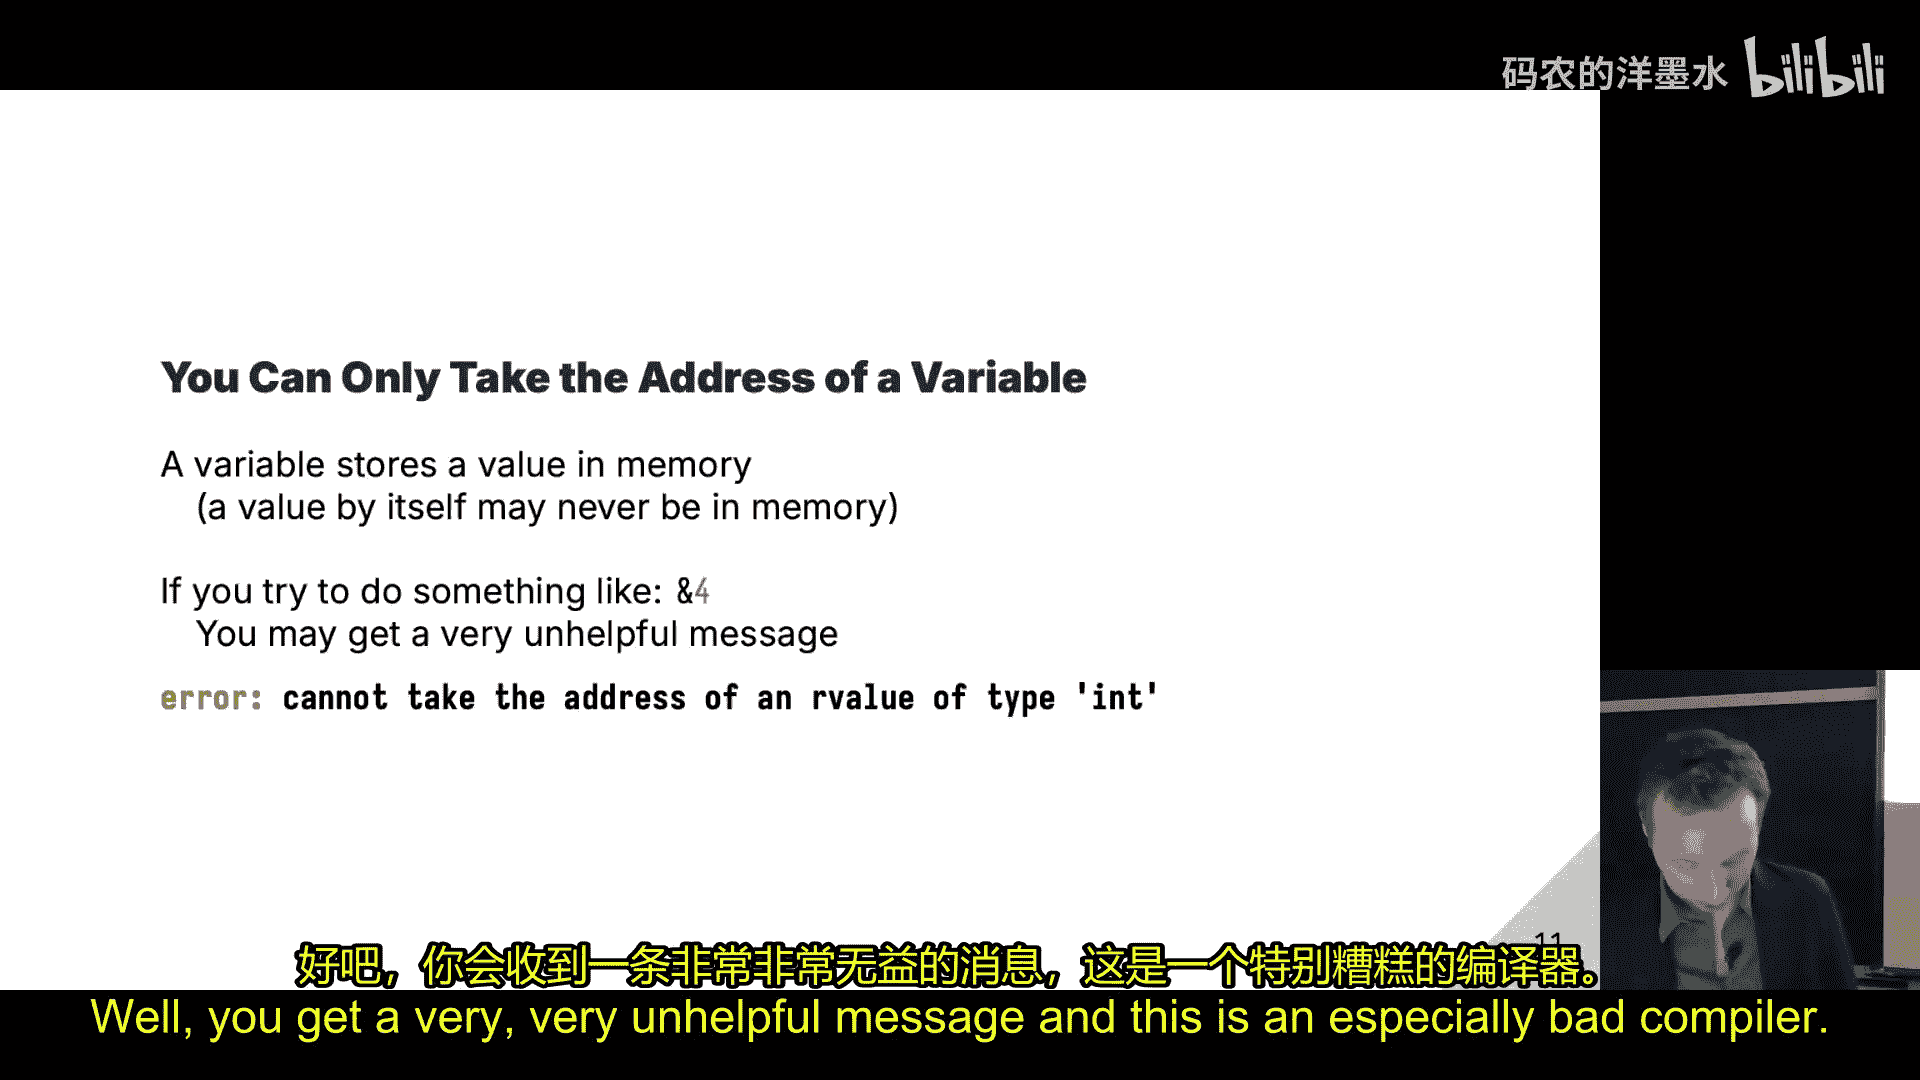 码农的洋墨水 bilibili
You Can Only Take the Address of a Variable
A variable stores a value in memory
(a value by itself may never be in memory)
If you try to do something like: &4
You may get a very unhelpful message
error: cannot take the address of an rvalue of type 'int'
11
好吧，你会收到一条非常非常无益的消息，这是一个特别糟糕的编译器。
Well, you get a very, very unhelpful message and this is an especially bad compiler.